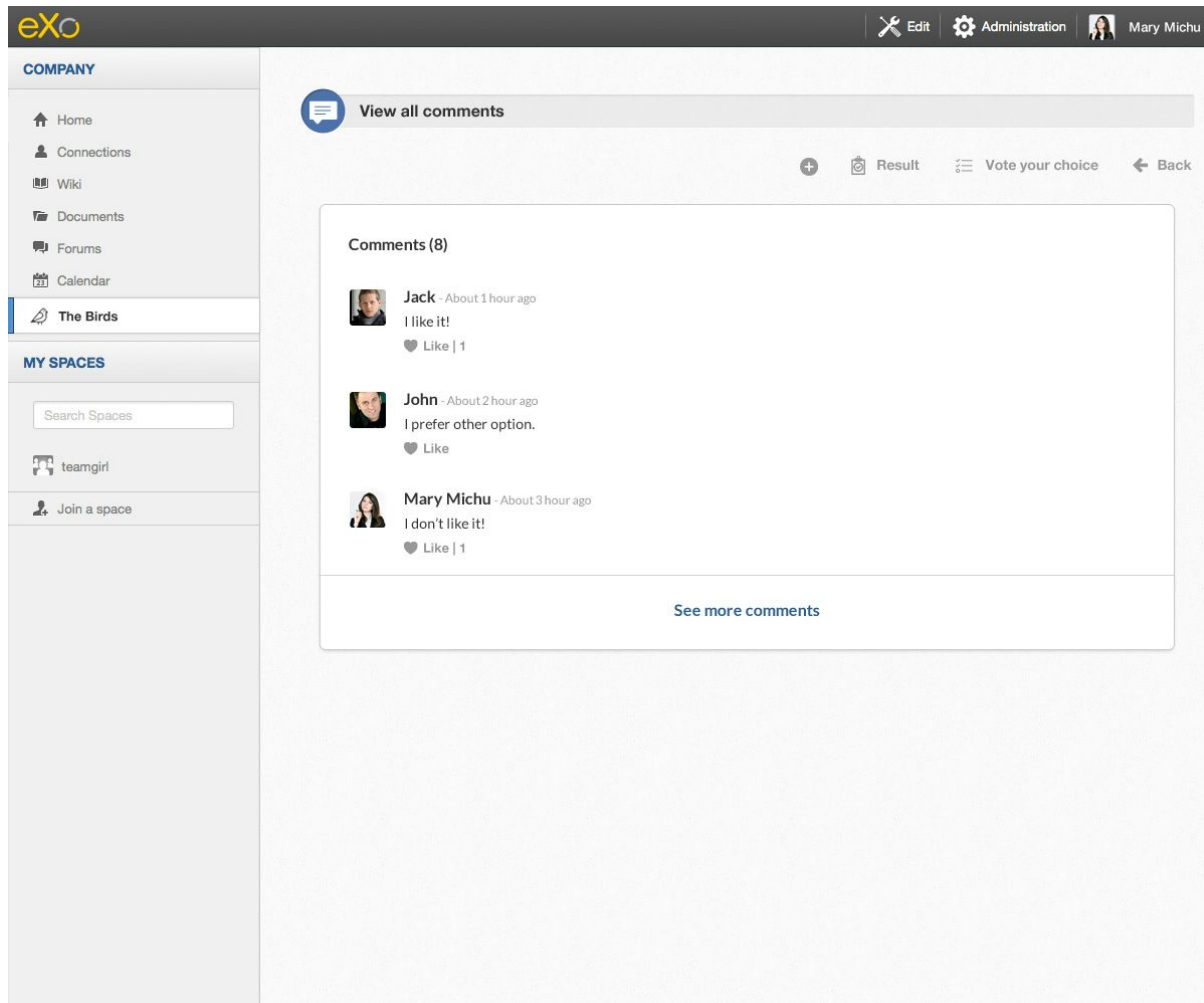 eXo
Edit
Administration
Mary Michu
COMPANY
Home
Connections
Wiki
Documents
Forums
23
Calendar
The Birds
MY SPACES
Search Spaces
teamgirl
Join a space
View all comments
Result
Vote your choice
Back
Comments (8)
Jack - About 1 hour ago
I like it!
Like | 1
John - About 2 hour ago
I prefer other option.
Like
Mary Michu - About 3 hour ago
I don't like it!
Like | 1
See more comments